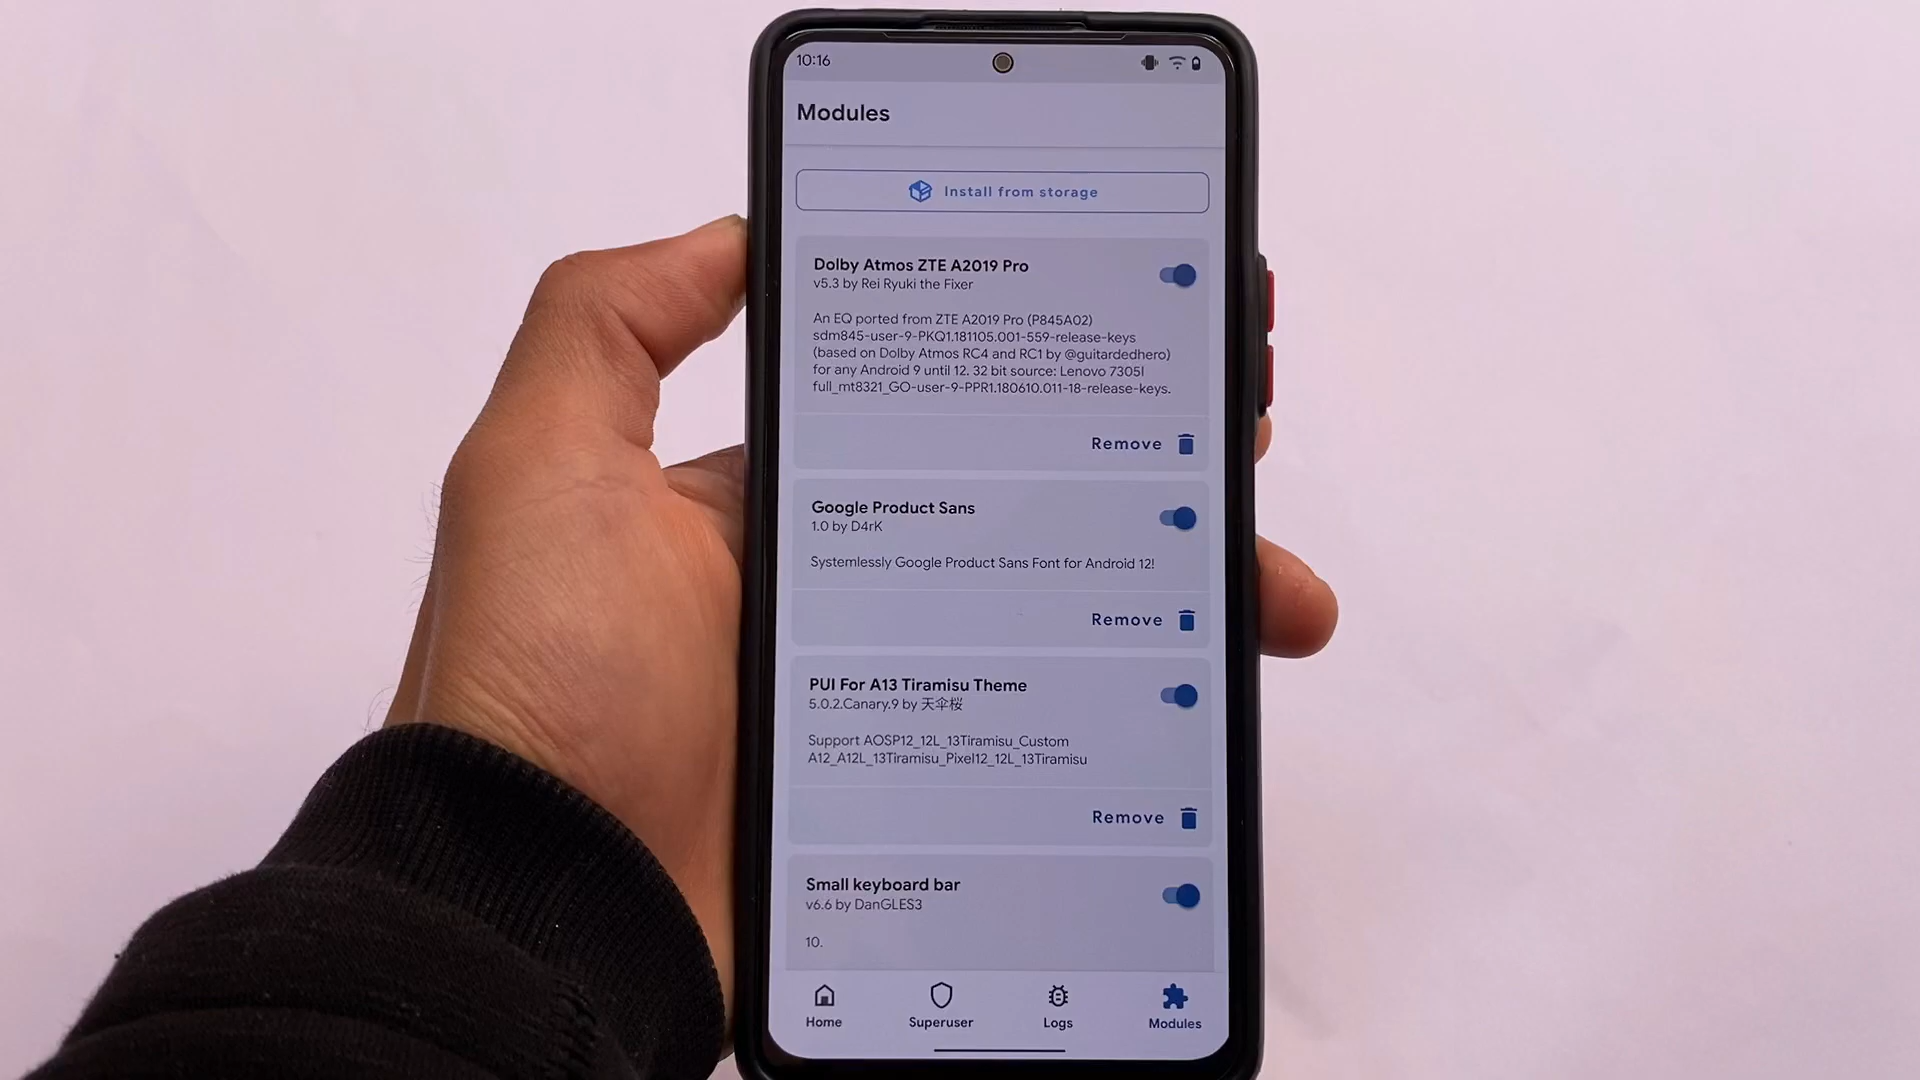 10:16
Modules
Install from storage
Dolby Atmos ZTE A2019 Pro
v5.3 by Rei Ryuki the Fixer
An EQ ported from ZTE A2019 Pro (P845A02)
sdm845-user-9-PKQ1.181105.001-559-release-keys
(based on Dolby Atmos RC4 and RC1 by @guitardedhero)
for any Android 9 until 12. 32 bit source: Lenovo 7305I
full_mt8321_GO-user-9-PPR1.180610.011-18-release-keys.
Remove
Google Product Sans
1.0 by D4rK
Systemlessly Google Product Sans Font for Android 12!
Remove
PUI For A13 Tiramisu Theme
5.0.2.Canary.9 by 天伞桜
Support AOSP12_12L_13Tiramisu_Custom
A12_A12L_13Tiramisu_Pixel12_12L_13Tiramisu
Remove
Small keyboard bar
v6.6 by DanGLES3
10.
Home
Superuser
Logs
Modules